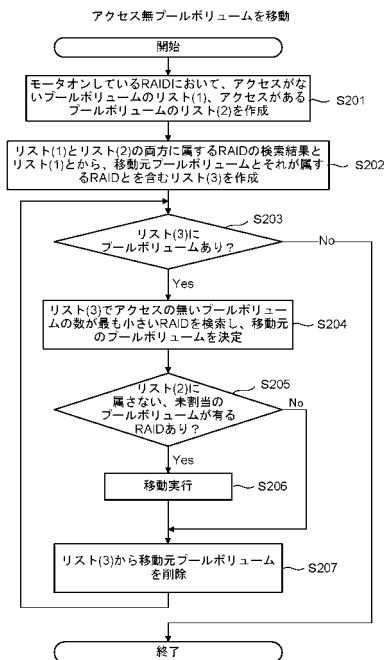 アクセス無プールボリュームを移動
開始
モータオンしているRAIDにおいて、アクセスがな
いプールボリュームのリスト(1)、アクセスがある
プールボリュームのリスト(2)を作成
S201
リスト(1)とリスト(2)の両方に属するRAIDの検索結果と
リスト(1)とから、移動元プールボリュームとそれが属す
るRAIDとを含むリスト(3)を作成
S202
S203
リスト(3)に
プールボリュームあり？
No
Yes
リスト(3)でアクセスの無いプールボリュー
ムの数が最も小さいRAIDを検索し、移動元
のプールボリュームを決定
S204
S205
リスト(2)に
属さない、未割当の
プールボリュームが有る
RAIDあり？
No
Yes
移動実行
S206
リスト(3)から移動元プールボリューム
を削除
S207
終了